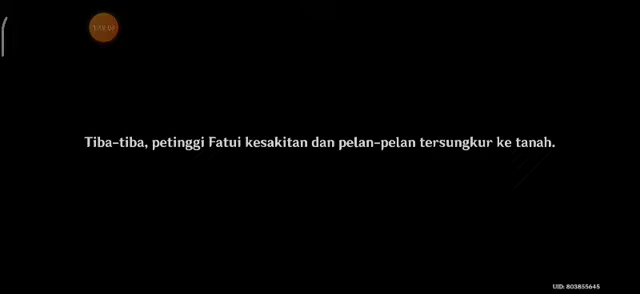 Tiba-tiba, petinggi Fatui kesakitan dan pelan-pelan tersungkur ke tanah.
UID: 803855645